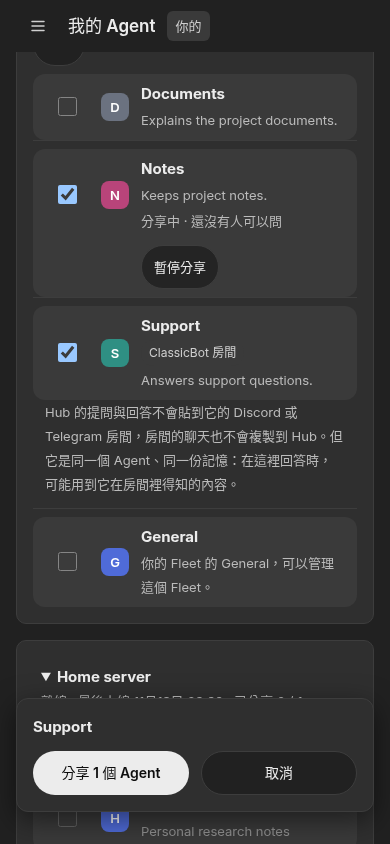 我的 Agent 你的
D Documents
Explains the project documents.
N Notes
Keeps project notes.
分享中 · 還沒有人可以問
暫停分享
S Support
ClassicBot 房間
Answers support questions.
Hub 的提問與回答不會貼到它的 Discord 或
Telegram 房間，房間的聊天也不會複製到 Hub。但
它是同一個 Agent、同一份記憶：在這裡回答時，
可能用到它在房間裡得知的內容。
G General
你的 Fleet 的 General，可以管理
這個 Fleet。
▼ Home server
Support
分享 1 個 Agent
取消
H
Personal research notes